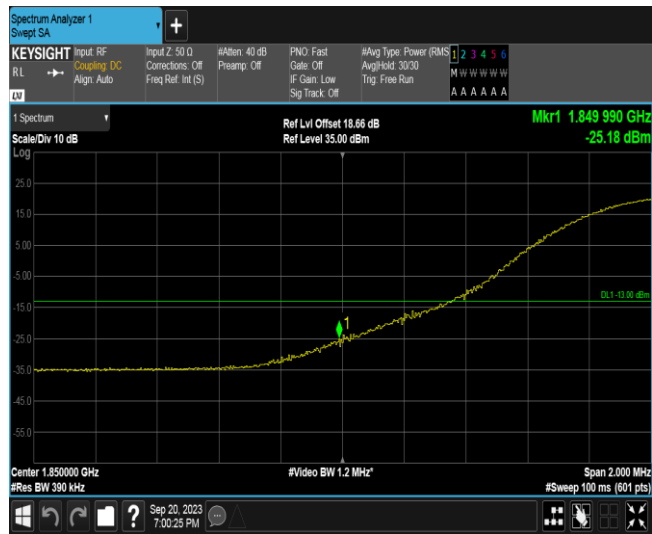 Spectrum Analyzer 1
Swept SA
KEYSIGHT Input: RF Input Z: 50 Ω #Atten: 40 dB PNO: Fast #Avg Type: Power (RMS 1 2 3 4 5 6
RL Coupling: DC Corrections: Off Preamp: Off Gate: Off Avg|Hold: 30/30 M W W W W W
Align: Auto Freq Ref: Int (S) IF Gain: Low Trig: Free Run
LXI Sig Track: Off A A A A A A
1 Spectrum Ref Lvl Offset 18.66 dB Mkr1 1.849 990 GHz
Scale/Div 10 dB Ref Level 35.00 dBm -25.18 dBm
Log
25.0
15.0
5.00
-5.00
DL1 -13.00 dBm
-15.0
1
-25.0
-35.0
-45.0
-55.0
Center 1.850000 GHz #Video BW 1.2 MHz* Span 2.000 MHz
#Res BW 390 kHz #Sweep 100 ms (601 pts)
? Sep 20, 2023
7:00:25 PM